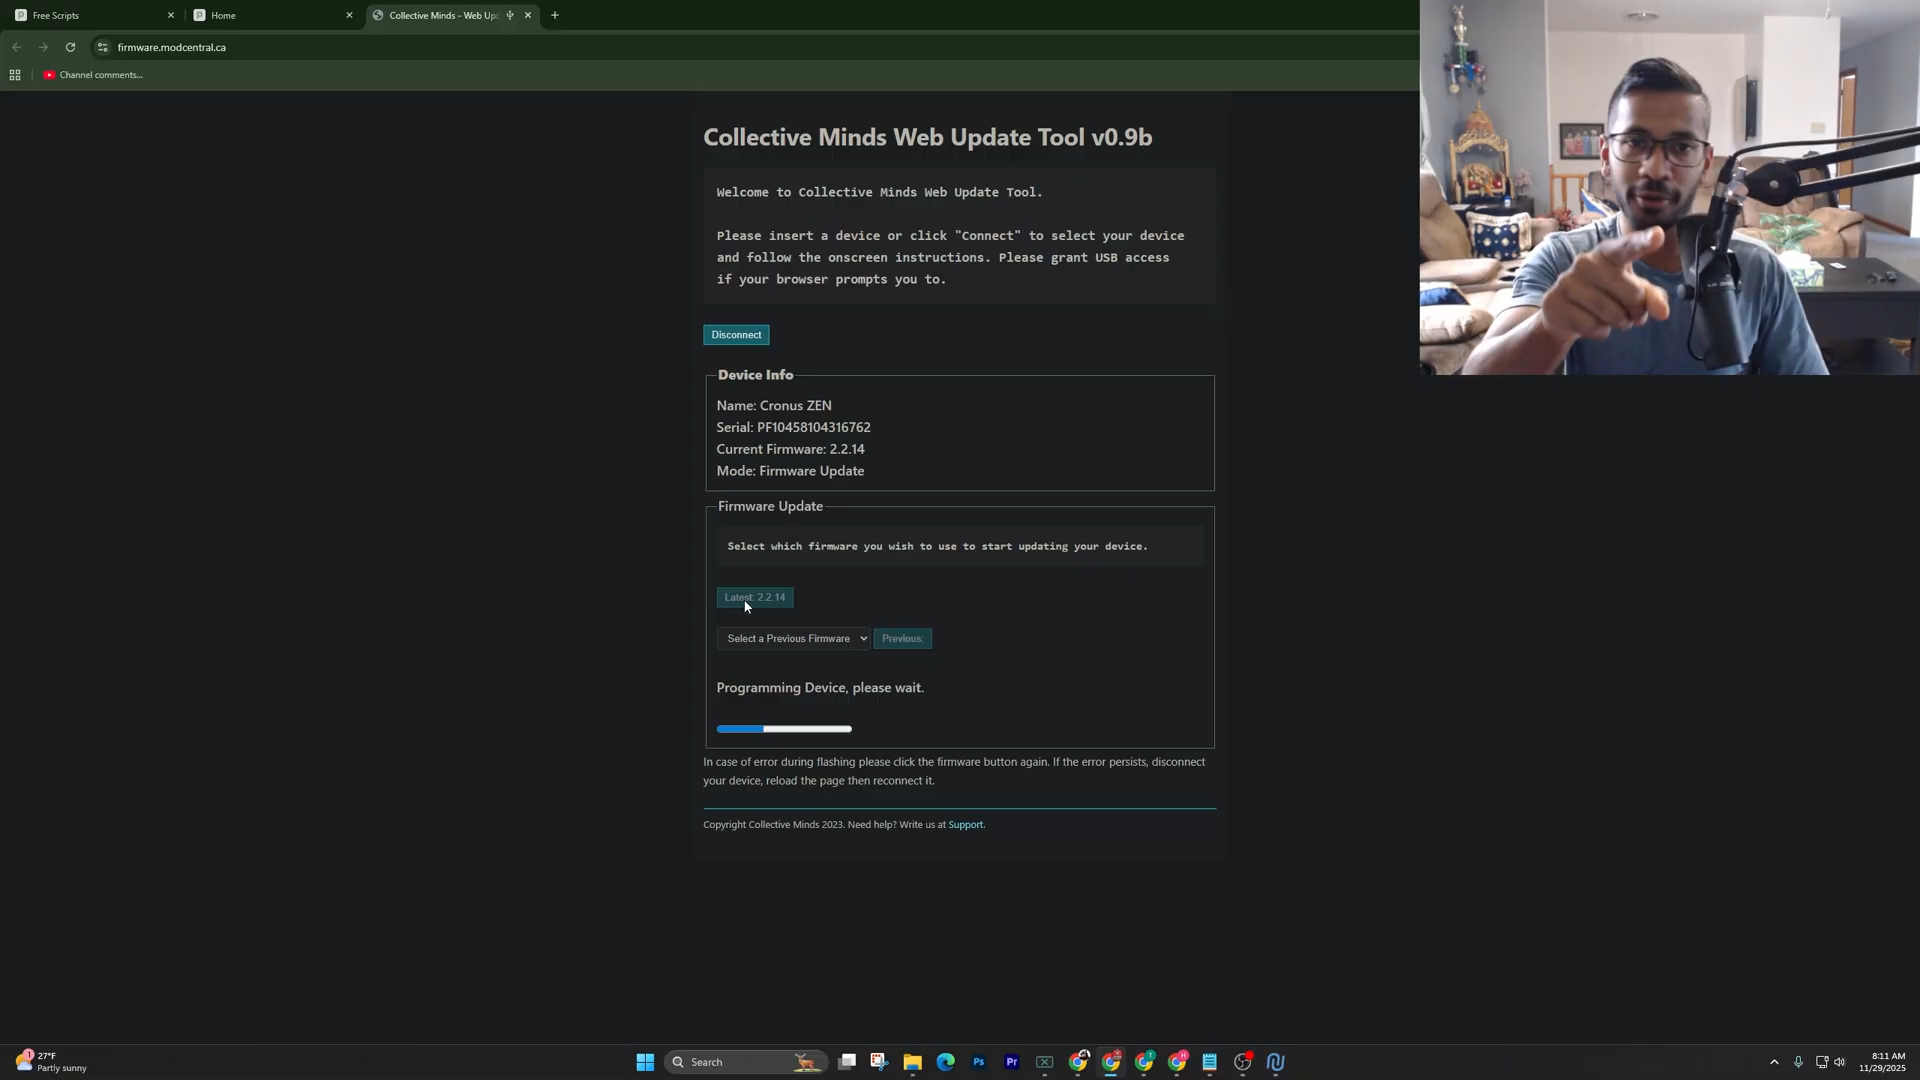 Free Scripts
Home
Collective Minds - Web Up
firmware.modcentral.ca
Channel comments...
Collective Minds Web Update Tool v0.9b
Welcome to Collective Minds Web Update Tool.
Please insert a device or click "Connect" to select your device
and follow the onscreen instructions. Please grant USB access
if your browser prompts you to.
Disconnect
Device Info
Name: Cronus ZEN
Serial: PF10458104316762
Current Firmware: 2.2.14
Mode: Firmware Update
Firmware Update
Select which firmware you wish to use to start updating your device.
Latest: 2.2.14
Select a Previous Firmware
Previous:
Programming Device, please wait.
In case of error during flashing please click the firmware button again. If the error persists, disconnect
your device, reload the page then reconnect it.
Copyright Collective Minds 2023. Need help? Write us at Support.
1
27°F
Partly sunny
Search
Ps
Pr
8:11 AM
11/29/2025